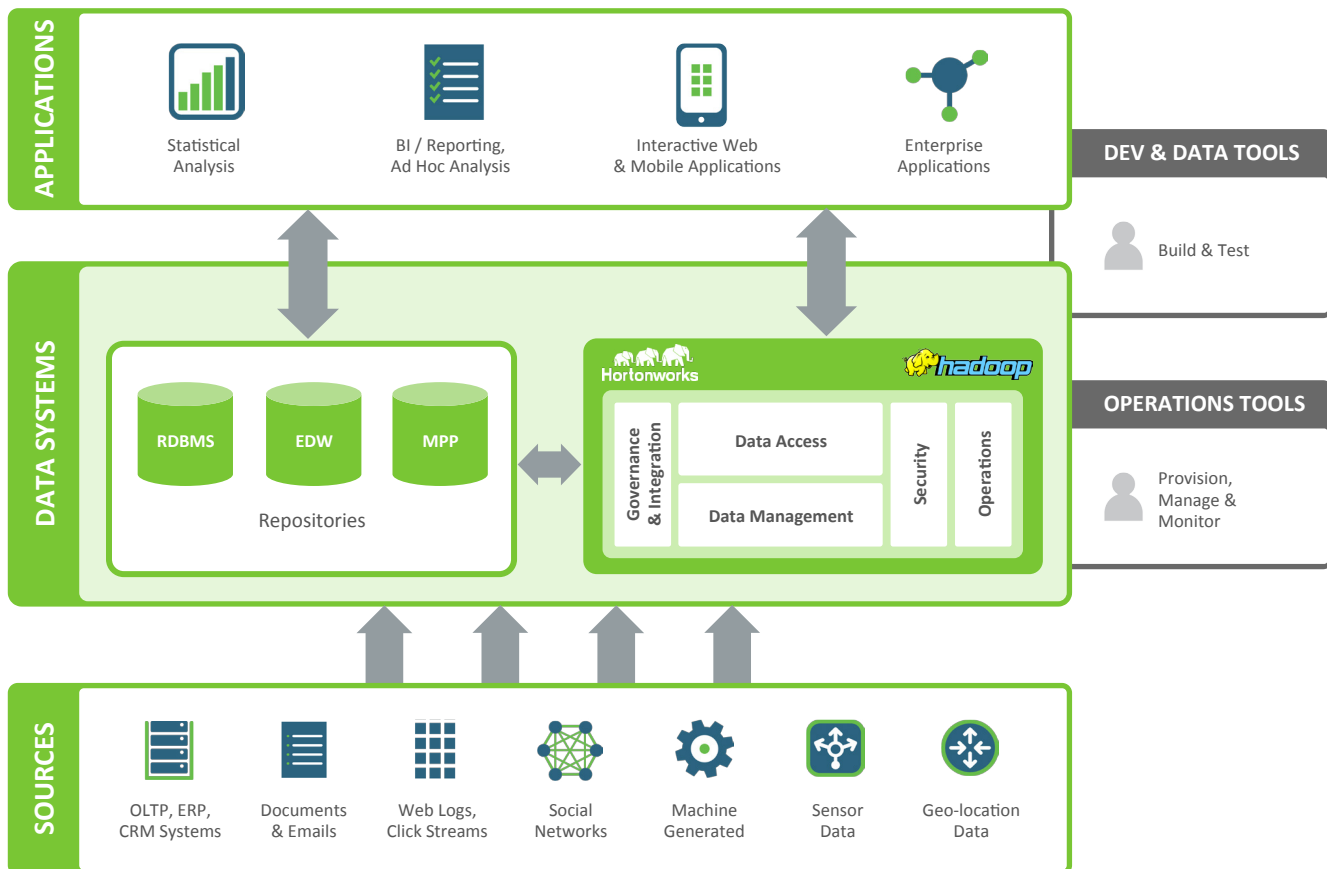 APPLICATIONS
Statistical
Analysis
BI / Reporting,
Ad Hoc Analysis
Interactive Web
& Mobile Applications
Enterprise
Applications
DEV & DATA TOOLS
Build & Test
DATA SYSTEMS
RDBMS
EDW
MPP
Repositories
Hortonworks
hadoop
Governance
& Integration
Data Access
Data Management
Security
Operations
OPERATIONS TOOLS
Provision,
Manage &
Monitor
SOURCES
OLTP, ERP,
CRM Systems
Documents
& Emails
Web Logs,
Click Streams
Social
Networks
Machine
Generated
Sensor
Data
Geo-location
Data